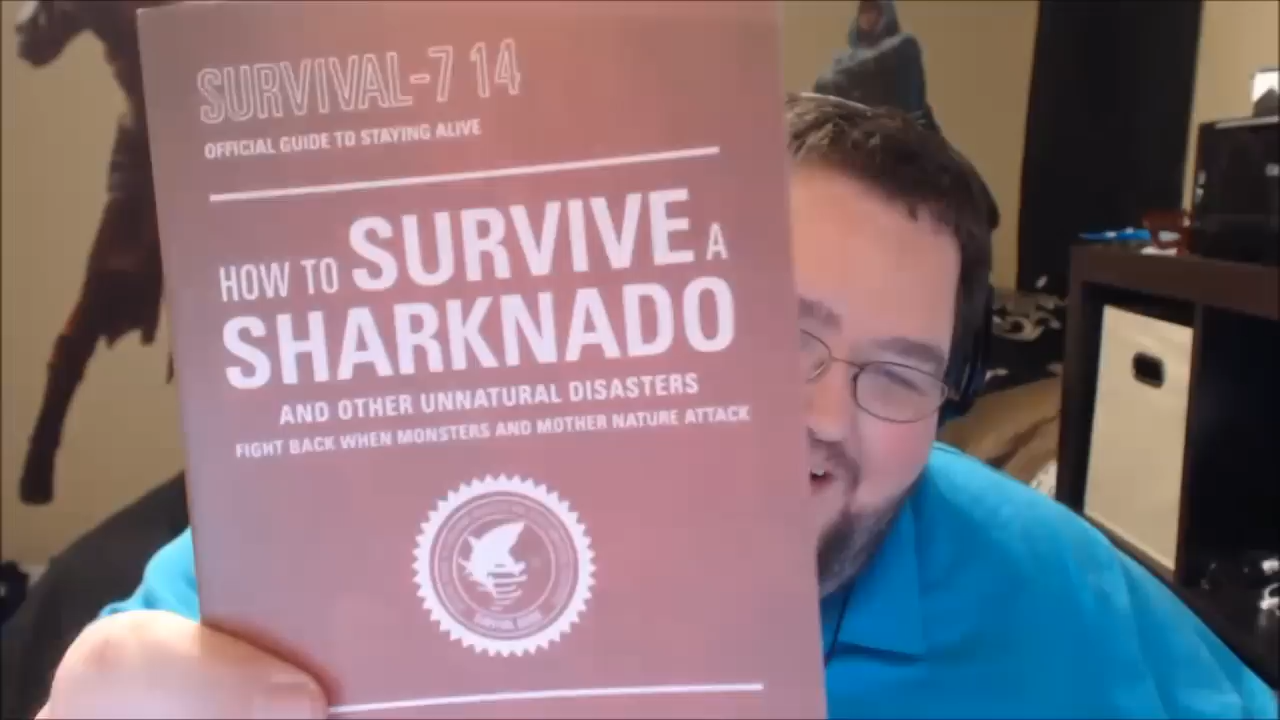 SURVIVAL-7 14
OFFICIAL GUIDE TO STAYING ALIVE
HOW TO SURVIVE A
SHARKNADO
AND OTHER UNNATURAL DISASTERS
FIGHT BACK WHEN MONSTERS AND MOTHER NATURE ATTACK